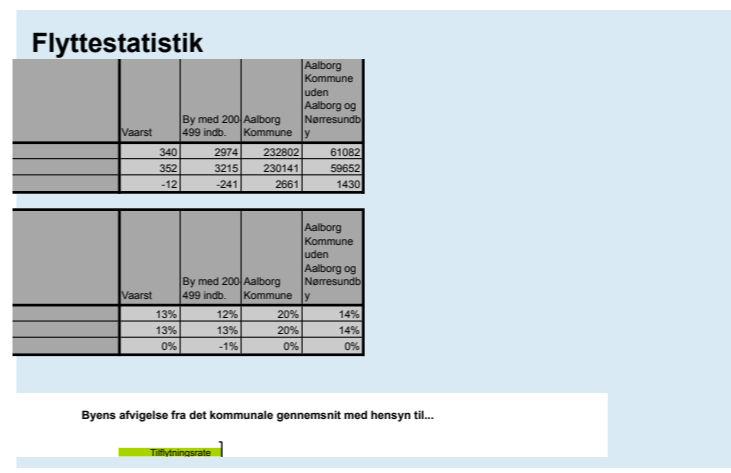 Flyttestatistik
Vaarst By med 200-499 indb. Aalborg Kommune Aalborg Kommune uden Aalborg og Nørresundby
340 2974 232802 61082
352 3215 230141 59652
-12 -241 2661 1430
Vaarst By med 200-499 indb. Aalborg Kommune Aalborg Kommune uden Aalborg og Nørresundby
13% 12% 20% 14%
13% 13% 20% 14%
0% -1% 0% 0%
Byens afvigelse fra det kommunale gennemsnit med hensyn til...
Tilflytningsrate